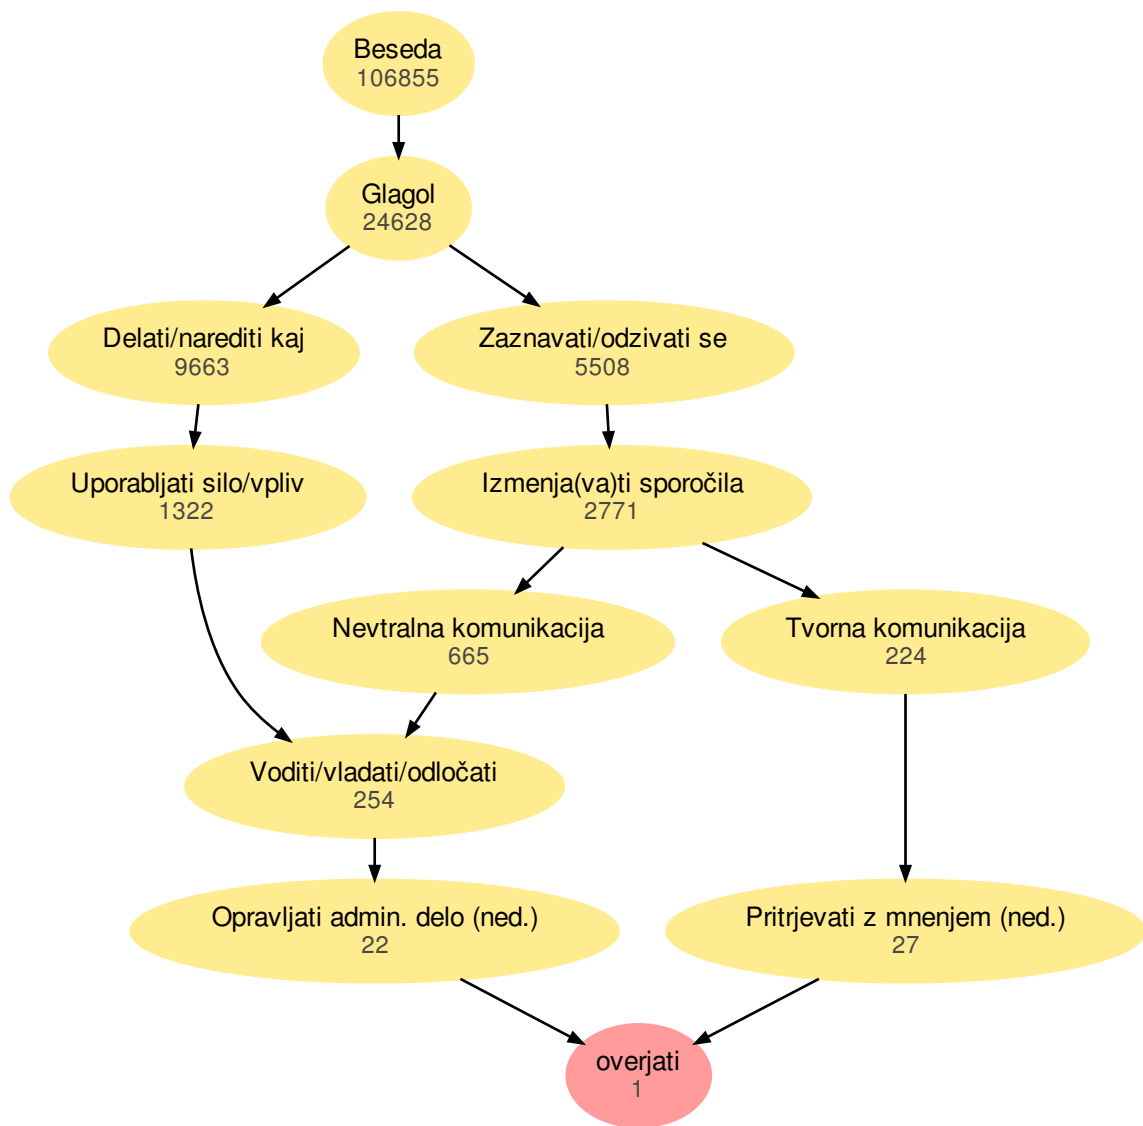 Beseda
106855
Glagol
24628
Delati/narediti kaj
9663
Zaznavati/odzivati se
5508
Uporabljati silo/vpliv
1322
Izmenja(va)ti sporočila
2771
Nevtralna komunikacija
665
Tvorna komunikacija
224
Voditi/vladati/odločati
254
Opravljati admin. delo (ned.)
22
Pritrjevati z mnenjem (ned.)
27
overjati
1